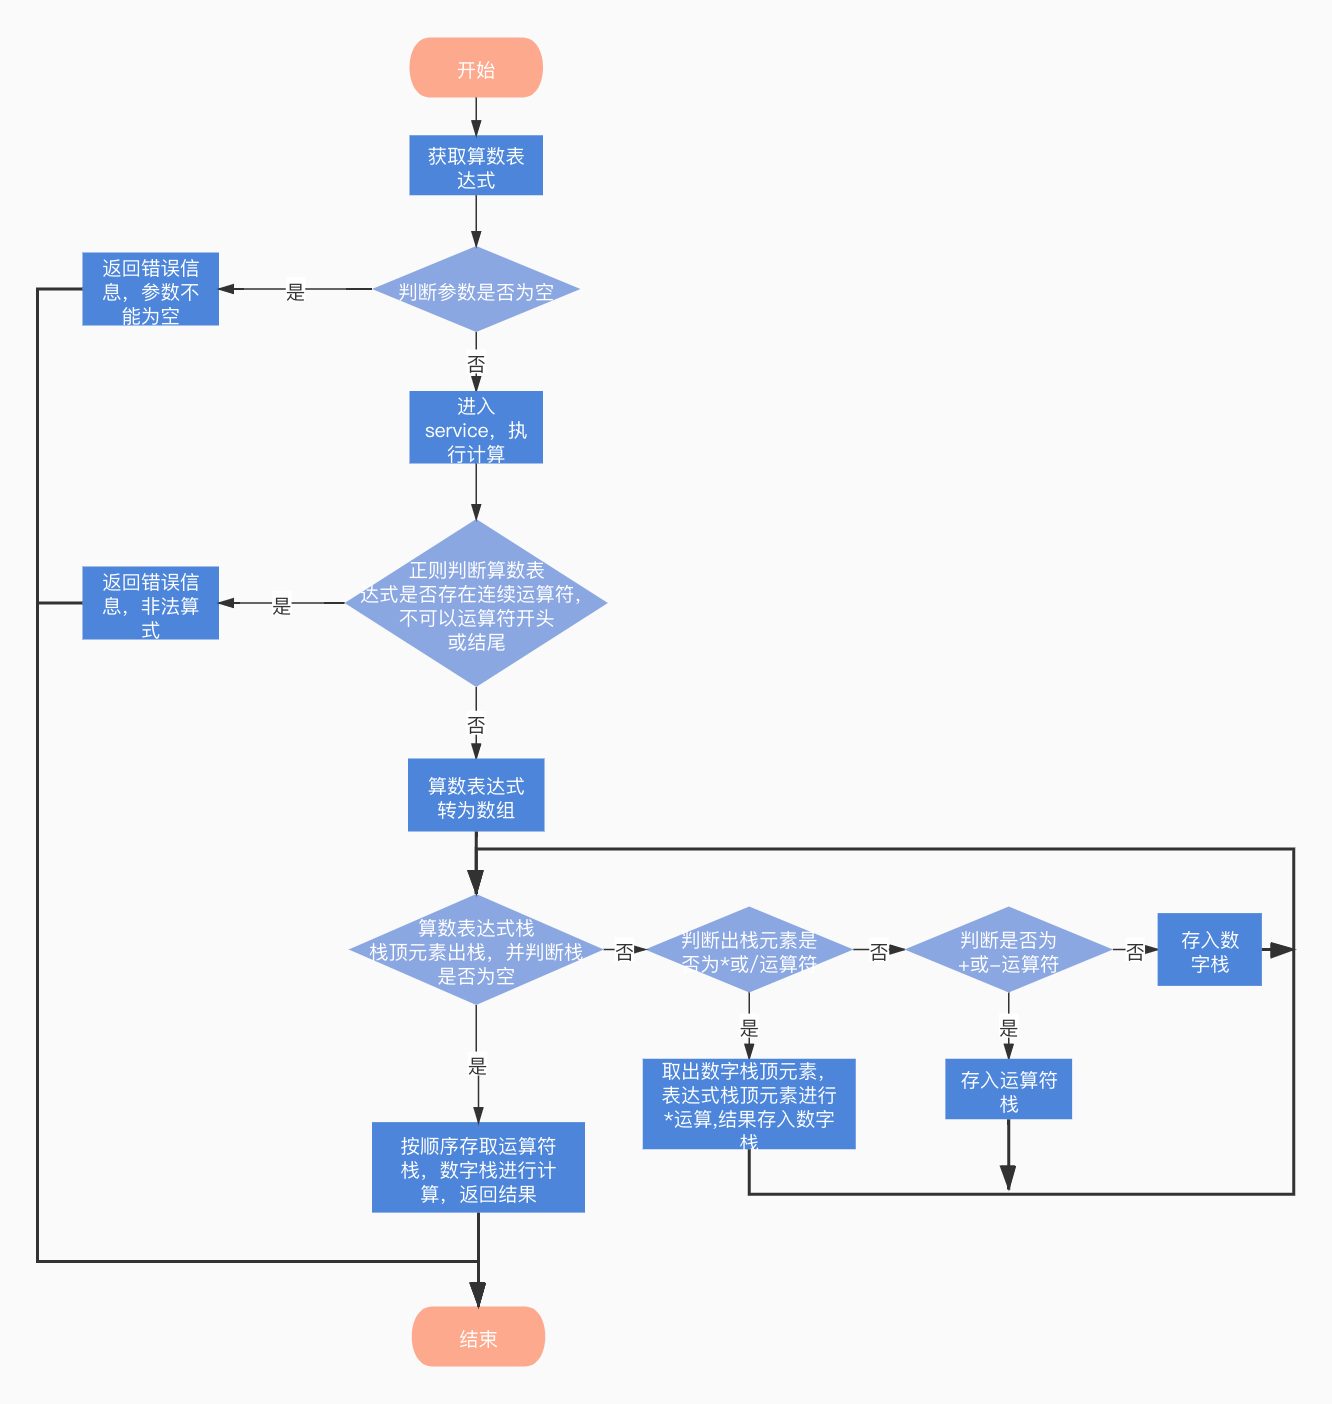 开始
获取算数表
达式
返回错误信
息，参数不
能为空
是
判断参数是否为空
否
进入
service，执
行计算
返回错误信
息，非法算
式
是
正则判断算数表
达式是否存在连续运算符，
不可以运算符开头
或结尾
否
算数表达式
转为数组
算数表达式栈
栈顶元素出栈，并判断栈
是否为空
否
判断出栈元素是
否为*或/运算符
否
判断是否为
+或-运算符
否
存入数
字栈
是
是
是
取出数字栈顶元素，
表达式栈顶元素进行
*运算,结果存入数字
栈
存入运算符
栈
按顺序存取运算符
栈，数字栈进行计
算，返回结果
结束